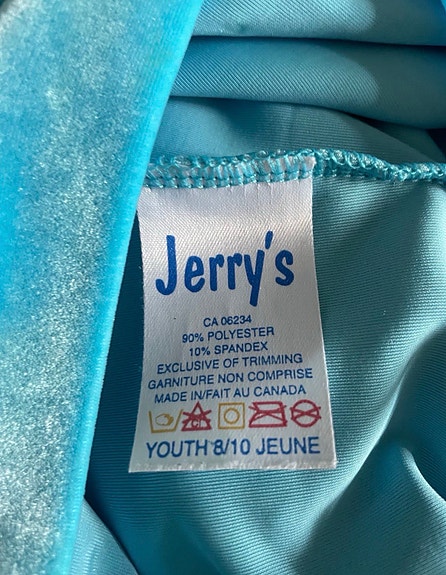 Jerry's
CA 06234
90% POLYESTER
10% SPANDEX
EXCLUSIVE OF TRIMMING
GARNITURE NON COMPRISE
MADE IN/FAIT AU CANADA
YOUTH 8/10 JEUNE